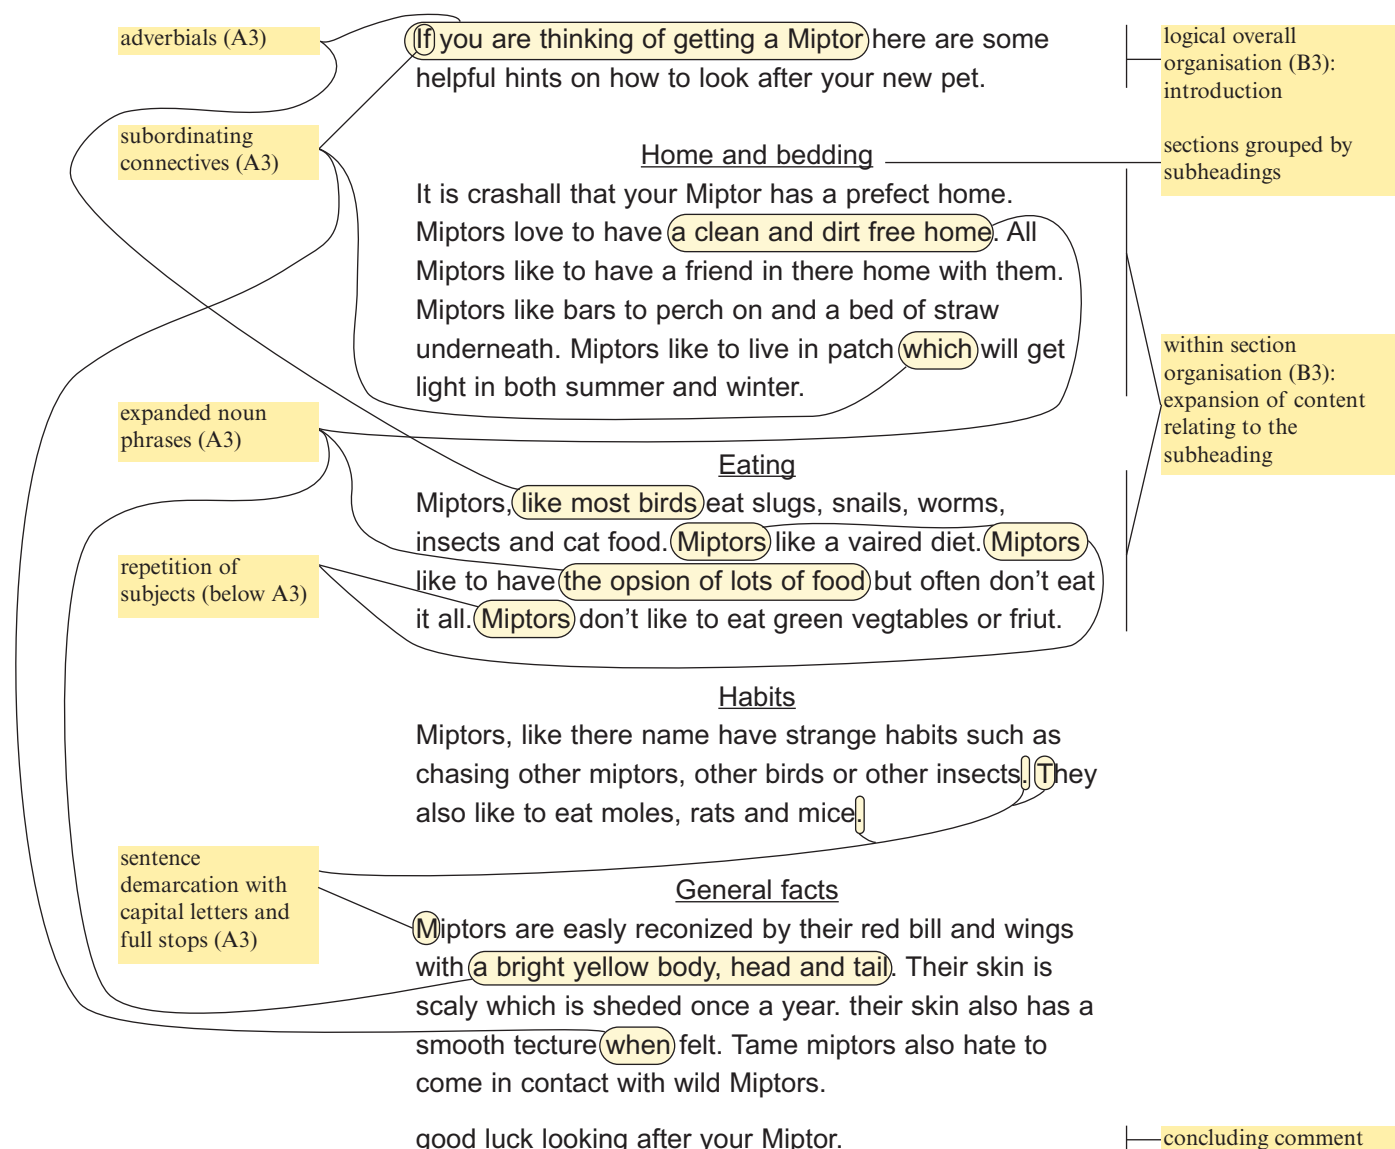 adverbials (A3)
If you are thinking of getting a Miptor here are some
helpful hints on how to look after your new pet.
logical overall
organisation (B3):
introduction
subordinating
connectives (A3)
sections grouped by
subheadings
Home and bedding
It is crashall that your Miptor has a prefect home.
Miptors love to have a clean and dirt free home. All
Miptors like to have a friend in there home with them.
Miptors like bars to perch on and a bed of straw
underneath. Miptors like to live in patch which will get
light in both summer and winter.
within section
organisation (B3):
expansion of content
relating to the
subheading
expanded noun
phrases (A3)
Eating
Miptors, like most birds eat slugs, snails, worms,
insects and cat food. Miptors like a vaired diet. Miptors
like to have the opsion of lots of food but often don't eat
it all. Miptors don't like to eat green vegtables or friut.
repetition of
subjects (below A3)
Habits
Miptors, like there name have strange habits such as
chasing other miptors, other birds or other insects. They
also like to eat moles, rats and mice.
sentence
demarcation with
capital letters and
full stops (A3)
General facts
Miptors are easly reconized by their red bill and wings
with a bright yellow body, head and tail. Their skin is
scaly which is sheded once a year. their skin also has a
smooth tecture when felt. Tame miptors also hate to
come in contact with wild Miptors.
good luck looking after your Miptor.
concluding comment